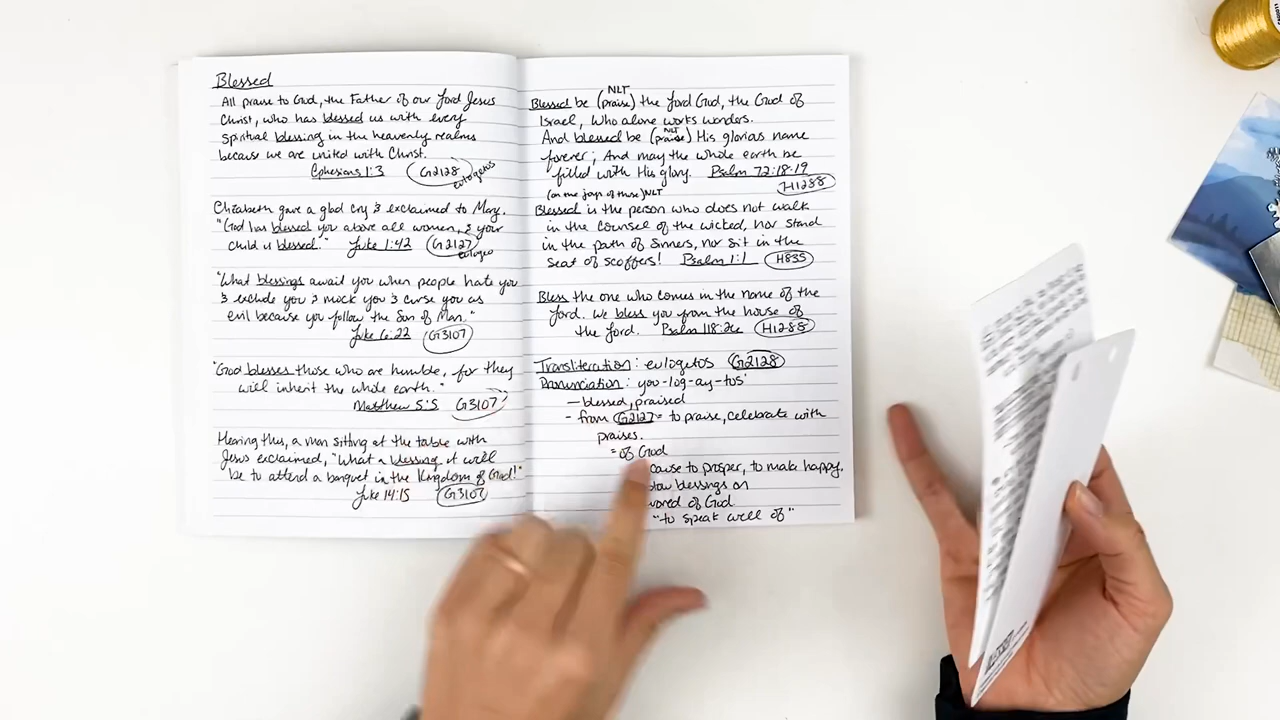 Blessed
All praise to God, the Father of our Lord Jesus
Christ, who has blessed us with every
spiritual blessing in the heavenly realms
because we are united with Christ.
Ephesians 1:3 G2128
eulogetos
Elizabeth gave a glad cry & exclaimed to Mary.
"God has blessed you above all women, & your
child is blessed." Luke 1:42 G2127
eulogeo
"What blessings await you when people hate you
& exclude you & mock you & curse you as
evil because you follow the Son of Man."
Luke 6:22 G3107
"God blesses those who are humble, for they
will inherit the whole earth."
Matthew 5:5 G3107
Hearing this, a man sitting at the table with
Jesus exclaimed, "What a blessing it will
be to attend a banquet in the Kingdom of God!"
Luke 14:15 G3107
NLT
Blessed be (praise) the Lord God, the God of
Israel, Who alone works wonders.
NLT
And blessed be (praise) His glorious name
forever; And may the whole earth be
filled with His glory. Psalm 72:18-19
H1288
(oh the joys of those) NLT
Blessed is the person who does not walk
in the counsel of the wicked, nor stand
in the path of sinners, nor sit in the
seat of scoffers! Psalm 1:1 H835
Bless the one who comes in the name of the
Lord. We bless you from the house of
the Lord. Psalm 118:26 H1288
Transliteration: eulogetos G2128
Pronunciation: yoo-log-ay-tos'
- blessed, praised
- from G2127 = to praise, celebrate with
praises.
= of God
cause to prosper, to make happy,
blessings on
of God
"to speak well of"